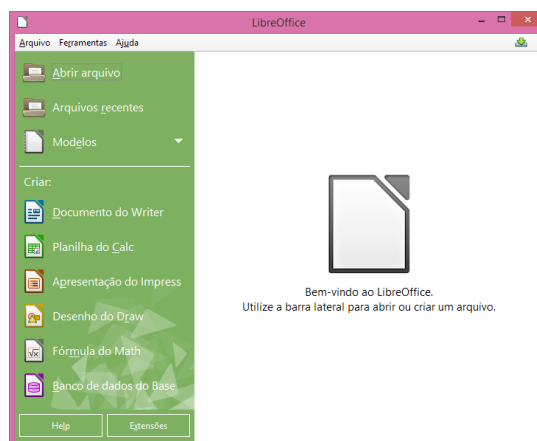 LibreOffice
Arquivo Ferramentas Ajuda
Abrir arquivo
Arquivos recentes
Modelos
Criar:
Documento do Writer
Planilha do Calc
Apresentação do Impress
Desenho do Draw
Fórmula do Math
Banco de dados do Base
Help Extensões
Bem-vindo ao LibreOffice.
Utilize a barra lateral para abrir ou criar um arquivo.